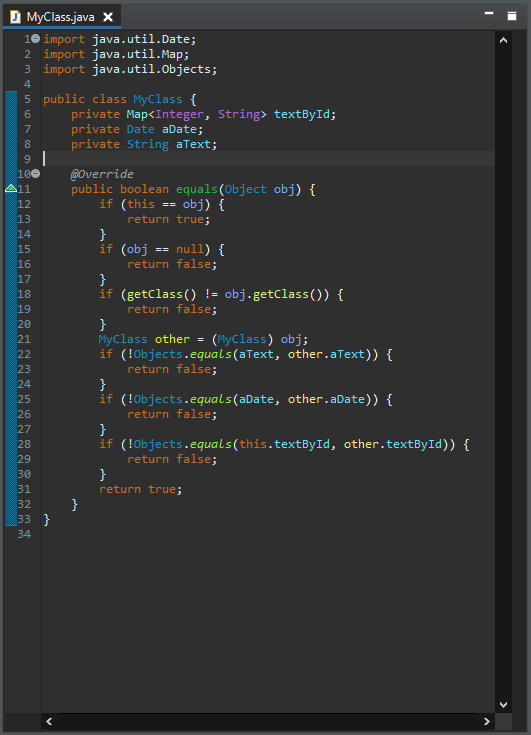 MyClass.java
1 import java.util.Date;
2 import java.util.Map;
3 import java.util.Objects;
4
5 public class MyClass {
6     private Map<Integer, String> textById;
7     private Date aDate;
8     private String aText;
9
10     @Override
11     public boolean equals(Object obj) {
12         if (this == obj) {
13             return true;
14         }
15         if (obj == null) {
16             return false;
17         }
18         if (getClass() != obj.getClass()) {
19             return false;
20         }
21         MyClass other = (MyClass) obj;
22         if (!Objects.equals(aText, other.aText)) {
23             return false;
24         }
25         if (!Objects.equals(aDate, other.aDate)) {
26             return false;
27         }
28         if (!Objects.equals(this.textById, other.textById)) {
29             return false;
30         }
31         return true;
32     }
33 }
34